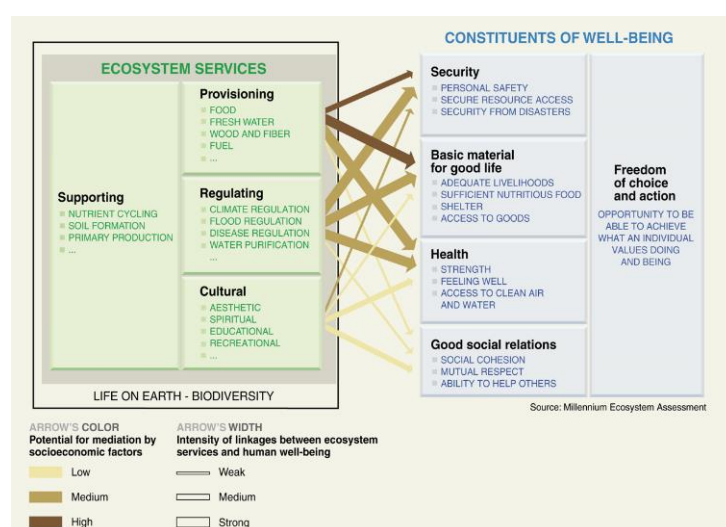 CONSTITUENTS OF WELL-BEING
ECOSYSTEM SERVICES
Supporting
NUTRIENT CYCLING
SOIL FORMATION
PRIMARY PRODUCTION
...
Provisioning
FOOD
FRESH WATER
WOOD AND FIBER
FUEL
...
Regulating
CLIMATE REGULATION
FLOOD REGULATION
DISEASE REGULATION
WATER PURIFICATION
...
Cultural
AESTHETIC
SPIRITUAL
EDUCATIONAL
RECREATIONAL
...
LIFE ON EARTH - BIODIVERSITY
Security
PERSONAL SAFETY
SECURE RESOURCE ACCESS
SECURITY FROM DISASTERS
Basic material
for good life
ADEQUATE LIVELIHOODS
SUFFICIENT NUTRITIOUS FOOD
SHELTER
ACCESS TO GOODS
Health
STRENGTH
FEELING WELL
ACCESS TO CLEAN AIR
AND WATER
Good social relations
SOCIAL COHESION
MUTUAL RESPECT
ABILITY TO HELP OTHERS
Freedom
of choice
and action
OPPORTUNITY TO BE
ABLE TO ACHIEVE
WHAT AN INDIVIDUAL
VALUES DOING
AND BEING
Source: Millennium Ecosystem Assessment
ARROW'S COLOR
Potential for mediation by
socioeconomic factors
Low
Medium
High
ARROW'S WIDTH
Intensity of linkages between ecosystem
services and human well-being
Weak
Medium
Strong